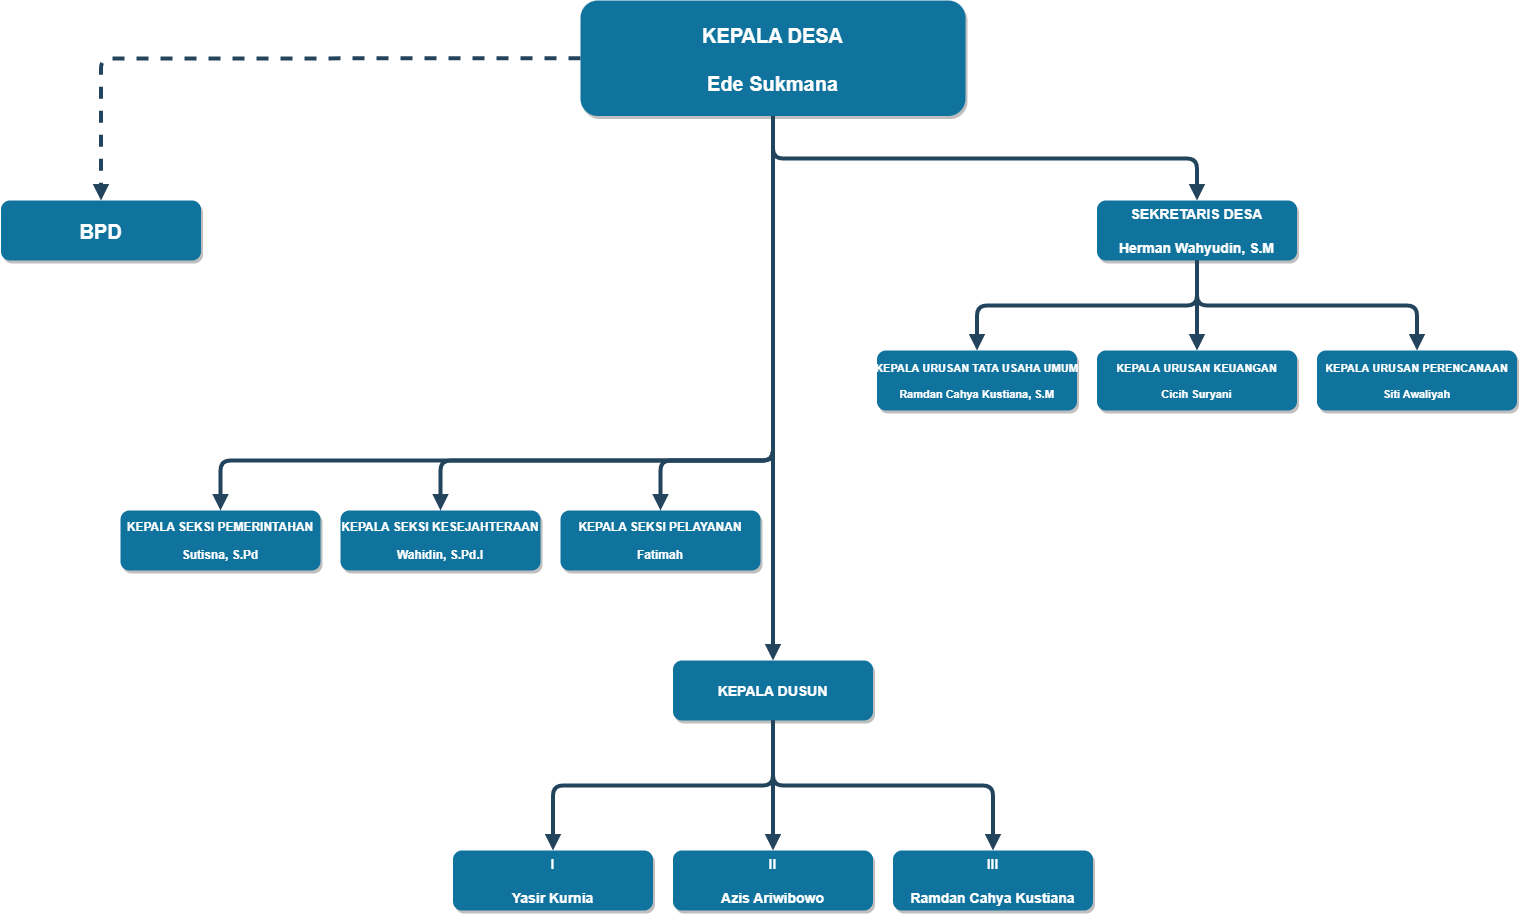 KEPALA DESA
Ede Sukmana
BPD
SEKRETARIS DESA
Herman Wahyudin, S.M
KEPALA URUSAN TATA USAHA UMUM
Ramdan Cahya Kustiana, S.M
KEPALA URUSAN KEUANGAN
Cicih Suryani
KEPALA URUSAN PERENCANAAN
Siti Awaliyah
KEPALA SEKSI PEMERINTAHAN
Sutisna, S.Pd
KEPALA SEKSI KESEJAHTERAAN
Wahidin, S.Pd.I
KEPALA SEKSI PELAYANAN
Fatimah
KEPALA DUSUN
I
Yasir Kurnia
II
Azis Ariwibowo
III
Ramdan Cahya Kustiana